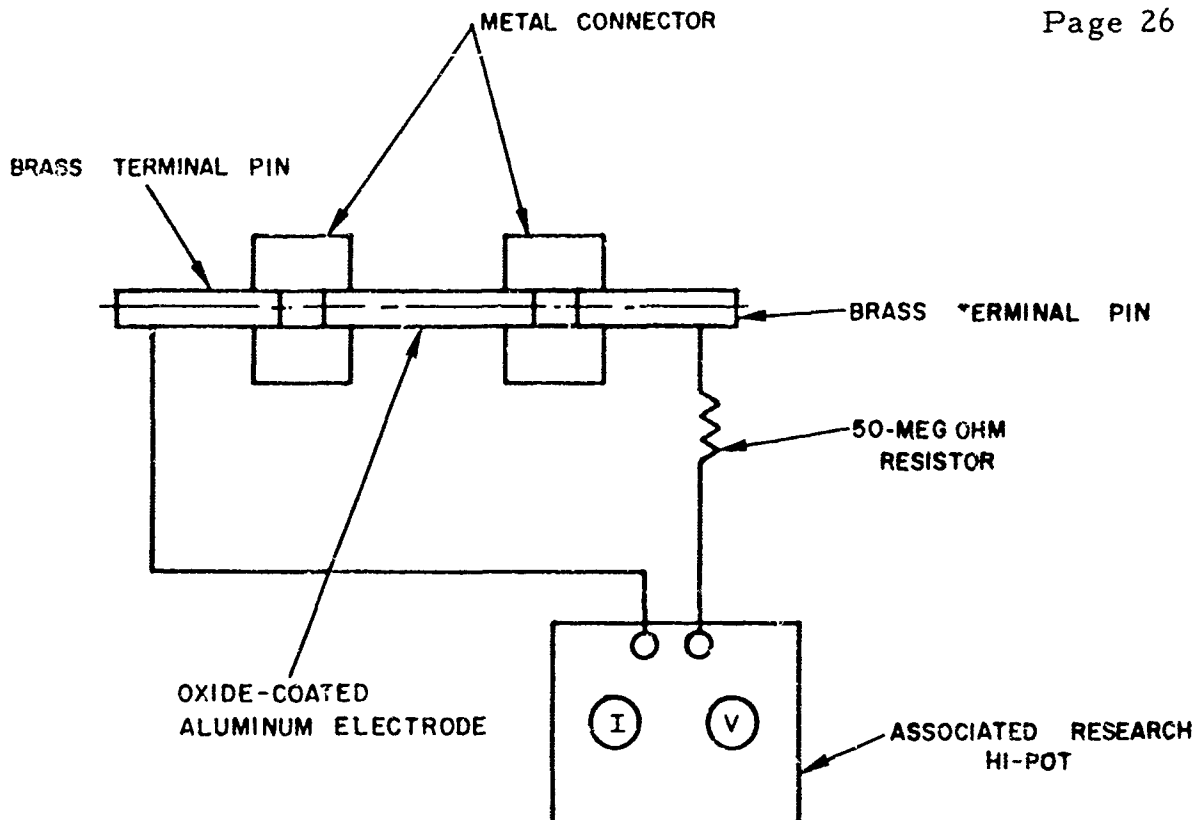 Page 26
METAL CONNECTOR
BRASS TERMINAL PIN
BRASS TERMINAL PIN
50-MEG OHM
RESISTOR
OXIDE-COATED
ALUMINUM ELECTRODE
I
V
ASSOCIATED RESEARCH
HI-POT